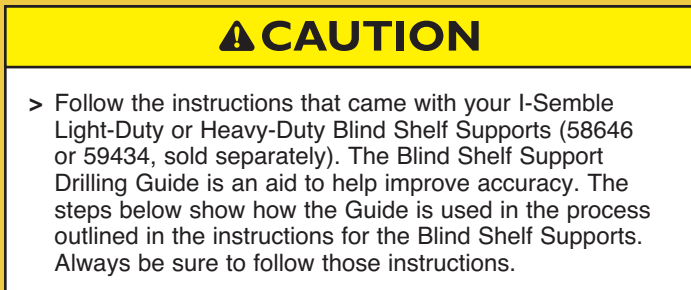 CAUTION
> Follow the instructions that came with your I-Semble
Light-Duty or Heavy-Duty Blind Shelf Supports (58646
or 59434, sold separately). The Blind Shelf Support
Drilling Guide is an aid to help improve accuracy. The
steps below show how the Guide is used in the process
outlined in the instructions for the Blind Shelf Supports.
Always be sure to follow those instructions.